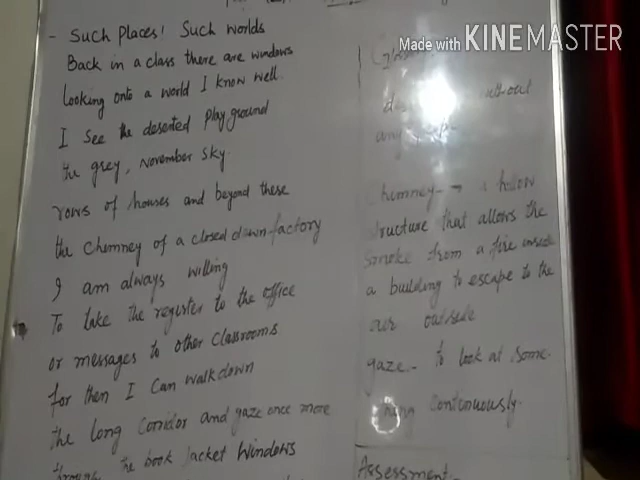 Made with KINEMASTER
- Such Places! Such worlds
Back in a class there are windows
looking onto a world I know well.
I see the deserted play ground
the grey, November sky
rows of houses and beyond these
the chimney of a closed down factory
I am always willing
To take the register to the office
or messages to other classrooms
for then I can walk down
the long corridor and gaze once more
the book Jacket windows
without
any
Chimney - a hollow
structure that allows the
smoke from a fire inside
a building to escape to the
air outside
gaze - to look at some-
thing continuously.
Assessment